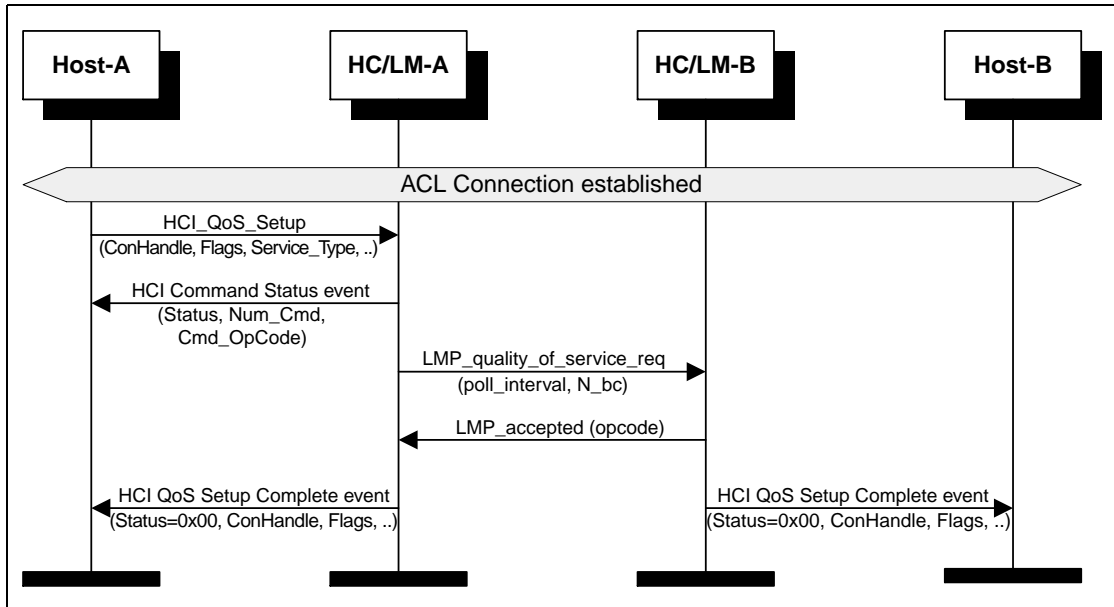 Host-A
HC/LM-A
HC/LM-B
Host-B
ACL Connection established
HCI_QoS_Setup
(ConHandle, Flags, Service_Type, ..)
HCI Command Status event
(Status, Num_Cmd,
Cmd_OpCode)
LMP_quality_of_service_req
(poll_interval, N_bc)
LMP_accepted (opcode)
HCI QoS Setup Complete event
(Status=0x00, ConHandle, Flags, ..)
HCI QoS Setup Complete event
(Status=0x00, ConHandle, Flags, ..)